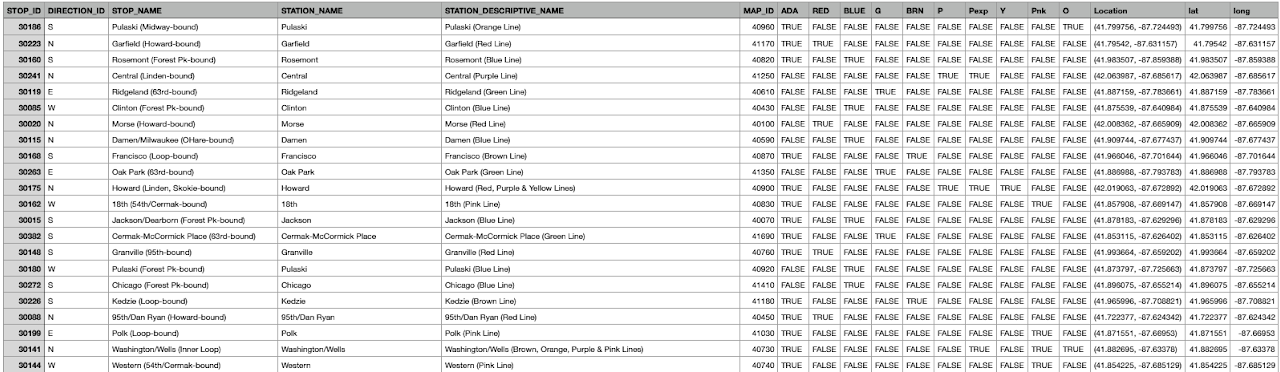 STOP_ID DIRECTION_ID STOP_NAME STATION_NAME STATION_DESCRIPTIVE_NAME MAP_ID ADA RED BLUE G BRN P Pexp Y Pnk O Location lat long
30186 S Pulaski (Midway-bound) Pulaski Pulaski (Orange Line) 40960 TRUE FALSE FALSE FALSE FALSE FALSE FALSE FALSE FALSE TRUE (41.799756, -87.724493) 41.799756 -87.724493
30223 N Garfield (Howard-bound) Garfield Garfield (Red Line) 41170 TRUE TRUE FALSE FALSE FALSE FALSE FALSE FALSE FALSE FALSE (41.79542, -87.631157) 41.79542 -87.631157
30160 S Rosemont (Forest Pk-bound) Rosemont Rosemont (Blue Line) 40820 TRUE FALSE TRUE FALSE FALSE FALSE FALSE FALSE FALSE FALSE (41.983507, -87.859388) 41.983507 -87.859388
30241 N Central (Linden-bound) Central Central (Purple Line) 41250 FALSE FALSE FALSE FALSE FALSE TRUE TRUE FALSE FALSE FALSE (42.063987, -87.685617) 42.063987 -87.685617
30119 E Ridgeland (63rd-bound) Ridgeland Ridgeland (Green Line) 40610 FALSE FALSE FALSE TRUE FALSE FALSE FALSE FALSE FALSE FALSE (41.887159, -87.783661) 41.887159 -87.783661
30085 W Clinton (Forest Pk-bound) Clinton Clinton (Blue Line) 40430 FALSE FALSE TRUE FALSE FALSE FALSE FALSE FALSE FALSE FALSE (41.875539, -87.640984) 41.875539 -87.640984
30020 N Morse (Howard-bound) Morse Morse (Red Line) 40100 FALSE TRUE FALSE FALSE FALSE FALSE FALSE FALSE FALSE FALSE (42.008362, -87.665909) 42.008362 -87.665909
30115 N Damen/Milwaukee (OHare-bound) Damen Damen (Blue Line) 40590 FALSE FALSE TRUE FALSE FALSE FALSE FALSE FALSE FALSE FALSE (41.909744, -87.677437) 41.909744 -87.677437
30168 S Francisco (Loop-bound) Francisco Francisco (Brown Line) 40870 TRUE FALSE FALSE FALSE TRUE FALSE FALSE FALSE FALSE FALSE (41.966046, -87.701644) 41.966046 -87.701644
30263 E Oak Park (63rd-bound) Oak Park Oak Park (Green Line) 41350 FALSE FALSE FALSE TRUE FALSE FALSE FALSE FALSE FALSE FALSE (41.886988, -87.793783) 41.886988 -87.793783
30175 N Howard (Linden, Skokie-bound) Howard Howard (Red, Purple & Yellow Lines) 40900 TRUE FALSE FALSE FALSE FALSE TRUE TRUE TRUE FALSE FALSE (42.019063, -87.672892) 42.019063 -87.672892
30162 W 18th (54th/Cermak-bound) 18th 18th (Pink Line) 40830 TRUE FALSE FALSE FALSE FALSE FALSE FALSE FALSE TRUE FALSE (41.857908, -87.669147) 41.857908 -87.669147
30015 S Jackson/Dearborn (Forest Pk-bound) Jackson Jackson (Blue Line) 40070 TRUE FALSE TRUE FALSE FALSE FALSE FALSE FALSE FALSE FALSE (41.878183, -87.629296) 41.878183 -87.629296
30382 S Cermak-McCormick Place (63rd-bound) Cermak-McCormick Place Cermak-McCormick Place (Green Line) 41690 TRUE FALSE FALSE TRUE FALSE FALSE FALSE FALSE FALSE FALSE (41.853115, -87.626402) 41.853115 -87.626402
30148 S Granville (95th-bound) Granville Granville (Red Line) 40760 TRUE TRUE FALSE FALSE FALSE FALSE FALSE FALSE FALSE FALSE (41.993664, -87.659202) 41.993664 -87.659202
30180 W Pulaski (Forest Pk-bound) Pulaski Pulaski (Blue Line) 40920 FALSE FALSE TRUE FALSE FALSE FALSE FALSE FALSE FALSE FALSE (41.873797, -87.725663) 41.873797 -87.725663
30272 S Chicago (Forest Pk-bound) Chicago Chicago (Blue Line) 41410 FALSE FALSE TRUE FALSE FALSE FALSE FALSE FALSE FALSE FALSE (41.896075, -87.655214) 41.896075 -87.655214
30226 S Kedzie (Loop-bound) Kedzie Kedzie (Brown Line) 41180 TRUE FALSE FALSE FALSE TRUE FALSE FALSE FALSE FALSE FALSE (41.965996, -87.708821) 41.965996 -87.708821
30088 N 95th/Dan Ryan (Howard-bound) 95th/Dan Ryan 95th/Dan Ryan (Red Line) 40450 TRUE TRUE FALSE FALSE FALSE FALSE FALSE FALSE FALSE FALSE (41.722377, -87.624342) 41.722377 -87.624342
30199 E Polk (Loop-bound) Polk Polk (Pink Line) 41030 TRUE FALSE FALSE FALSE FALSE FALSE FALSE FALSE TRUE FALSE (41.871551, -87.66953) 41.871551 -87.66953
30141 N Washington/Wells (Inner Loop) Washington/Wells Washington/Wells (Brown, Orange, Purple & Pink Lines) 40730 TRUE FALSE FALSE FALSE FALSE FALSE TRUE FALSE TRUE TRUE (41.882695, -87.63378) 41.882695 -87.63378
30144 W Western (54th/Cermak-bound) Western Western (Pink Line) 40740 TRUE FALSE FALSE FALSE FALSE FALSE FALSE FALSE TRUE FALSE (41.854225, -87.685129) 41.854225 -87.685129